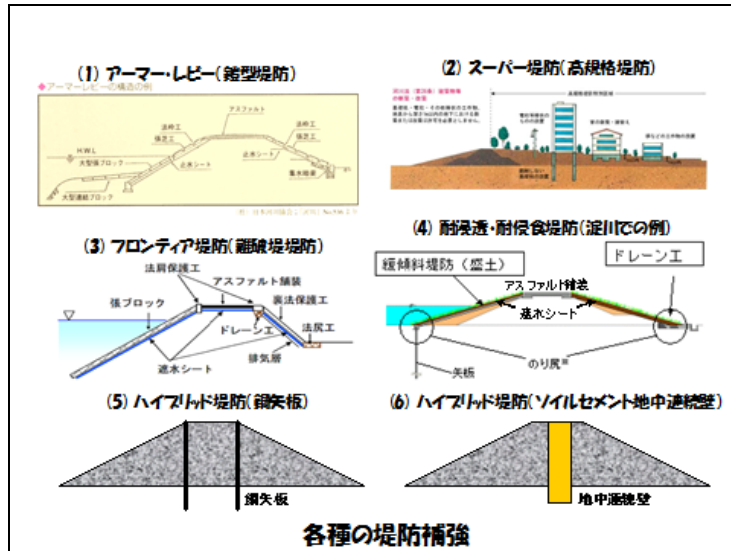 (1) アーマー・レビー(鎧型堤防)
◆アーマーレビーの構造の例
アスファルト
法枠工
張芝工
法枠工
張芝工
H.W.L
止水シート
止水シート
大型張ブロック
集水暗渠
大型連結ブロック
(2) スーパー堤防(高規格堤防)
(3) フロンティア堤防(難破堤堤防)
法肩保護工
アスファルト舗装
張ブロック
裏法保護工
ドレーン工
法尻工
遮水シート
排気層
(4) 耐浸透・耐侵食堤防(淀川での例)
緩傾斜堤防(盛土)
アスファルト舗装
ドレーン工
遮水シート
矢板
のり尻
(5) ハイブリッド堤防(鋼矢板)
鋼矢板
(6) ハイブリッド堤防(ソイルセメント地中連続壁)
地中連続壁
各種の堤防補強